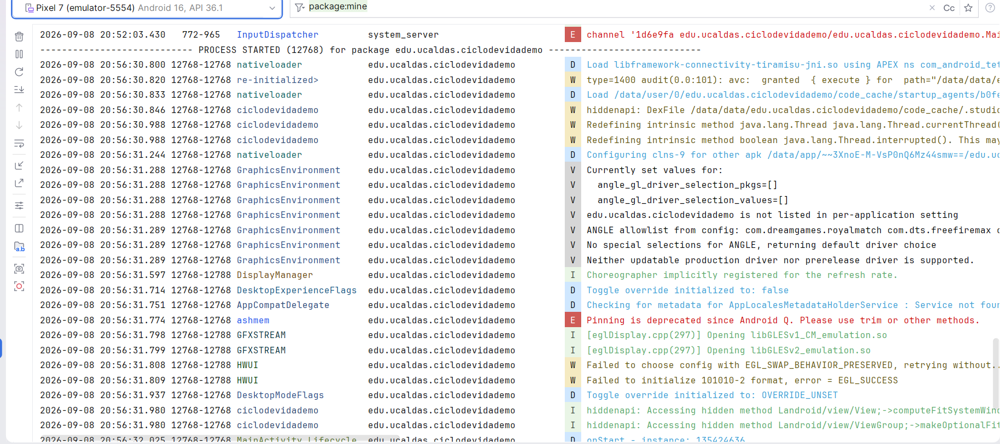 Pixel 7 (emulator-5554) Android 16, API 36.1 package:mine Cc ?
2026-09-08 20:52:03.430 772-965 InputDispatcher system_server E channel '1d6e9fa edu.ucaldas.ciclodevidademo/edu.ucaldas.ciclodevidademo.Mai
---------------------------- PROCESS STARTED (12768) for package edu.ucaldas.ciclodevidademo ----------------------------
2026-09-08 20:56:30.800 12768-12768 nativeloader edu.ucaldas.ciclodevidademo D Load libframework-connectivity-tiramisu-jni.so using APEX ns com_android_tet
2026-09-08 20:56:30.820 12768-12768 re-initialized> edu.ucaldas.ciclodevidademo W type=1400 audit(0.0:101): avc: granted { execute } for path="/data/data/e
2026-09-08 20:56:30.833 12768-12768 nativeloader edu.ucaldas.ciclodevidademo D Load /data/user/0/edu.ucaldas.ciclodevidademo/code_cache/startup_agents/b0fe
2026-09-08 20:56:30.846 12768-12768 ciclodevidademo edu.ucaldas.ciclodevidademo W hiddenapi: DexFile /data/data/edu.ucaldas.ciclodevidademo/code_cache/.studio
2026-09-08 20:56:30.988 12768-12768 ciclodevidademo edu.ucaldas.ciclodevidademo W Redefining intrinsic method java.lang.Thread java.lang.Thread.currentThread(
2026-09-08 20:56:30.988 12768-12768 ciclodevidademo edu.ucaldas.ciclodevidademo W Redefining intrinsic method boolean java.lang.Thread.interrupted(). This may
2026-09-08 20:56:31.244 12768-12768 nativeloader edu.ucaldas.ciclodevidademo D Configuring clns-9 for other apk /data/app/~~3XnoE-M-VsP0nQ6Mz44smw==/edu.uc
2026-09-08 20:56:31.288 12768-12768 GraphicsEnvironment edu.ucaldas.ciclodevidademo V Currently set values for:
2026-09-08 20:56:31.288 12768-12768 GraphicsEnvironment edu.ucaldas.ciclodevidademo V angle_gl_driver_selection_pkgs=[]
2026-09-08 20:56:31.288 12768-12768 GraphicsEnvironment edu.ucaldas.ciclodevidademo V angle_gl_driver_selection_values=[]
2026-09-08 20:56:31.288 12768-12768 GraphicsEnvironment edu.ucaldas.ciclodevidademo V edu.ucaldas.ciclodevidademo is not listed in per-application setting
2026-09-08 20:56:31.289 12768-12768 GraphicsEnvironment edu.ucaldas.ciclodevidademo V ANGLE allowlist from config: com.dreamgames.royalmatch com.dts.freefiremax c
2026-09-08 20:56:31.289 12768-12768 GraphicsEnvironment edu.ucaldas.ciclodevidademo V No special selections for ANGLE, returning default driver choice
2026-09-08 20:56:31.289 12768-12768 GraphicsEnvironment edu.ucaldas.ciclodevidademo V Neither updatable production driver nor prerelease driver is supported.
2026-09-08 20:56:31.597 12768-12788 DisplayManager edu.ucaldas.ciclodevidademo I Choreographer implicitly registered for the refresh rate.
2026-09-08 20:56:31.714 12768-12768 DesktopExperienceFlags edu.ucaldas.ciclodevidademo D Toggle override initialized to: false
2026-09-08 20:56:31.751 12768-12768 AppCompatDelegate edu.ucaldas.ciclodevidademo D Checking for metadata for AppLocalesMetadataHolderService : Service not foun
2026-09-08 20:56:31.774 12768-12768 ashmem edu.ucaldas.ciclodevidademo E Pinning is deprecated since Android Q. Please use trim or other methods.
2026-09-08 20:56:31.798 12768-12788 GFXSTREAM edu.ucaldas.ciclodevidademo I [eglDisplay.cpp(297)] Opening libGLESv1_CM_emulation.so
2026-09-08 20:56:31.799 12768-12788 GFXSTREAM edu.ucaldas.ciclodevidademo I [eglDisplay.cpp(297)] Opening libGLESv2_emulation.so
2026-09-08 20:56:31.808 12768-12788 HWUI edu.ucaldas.ciclodevidademo W Failed to choose config with EGL_SWAP_BEHAVIOR_PRESERVED, retrying without..
2026-09-08 20:56:31.809 12768-12788 HWUI edu.ucaldas.ciclodevidademo W Failed to initialize 101010-2 format, error = EGL_SUCCESS
2026-09-08 20:56:31.937 12768-12768 DesktopModeFlags edu.ucaldas.ciclodevidademo D Toggle override initialized to: OVERRIDE_UNSET
2026-09-08 20:56:31.980 12768-12768 ciclodevidademo edu.ucaldas.ciclodevidademo I hiddenapi: Accessing hidden method Landroid/view/View;->computeFitSystemWind
2026-09-08 20:56:31.980 12768-12768 ciclodevidademo edu.ucaldas.ciclodevidademo I hiddenapi: Accessing hidden method Landroid/view/ViewGroup;->makeOptionalFit
2026-09-08 20:56:32.025 12768-12768 MainActivity_Lifecycle edu.ucaldas.ciclodevidademo D onStart - instance: 135424636